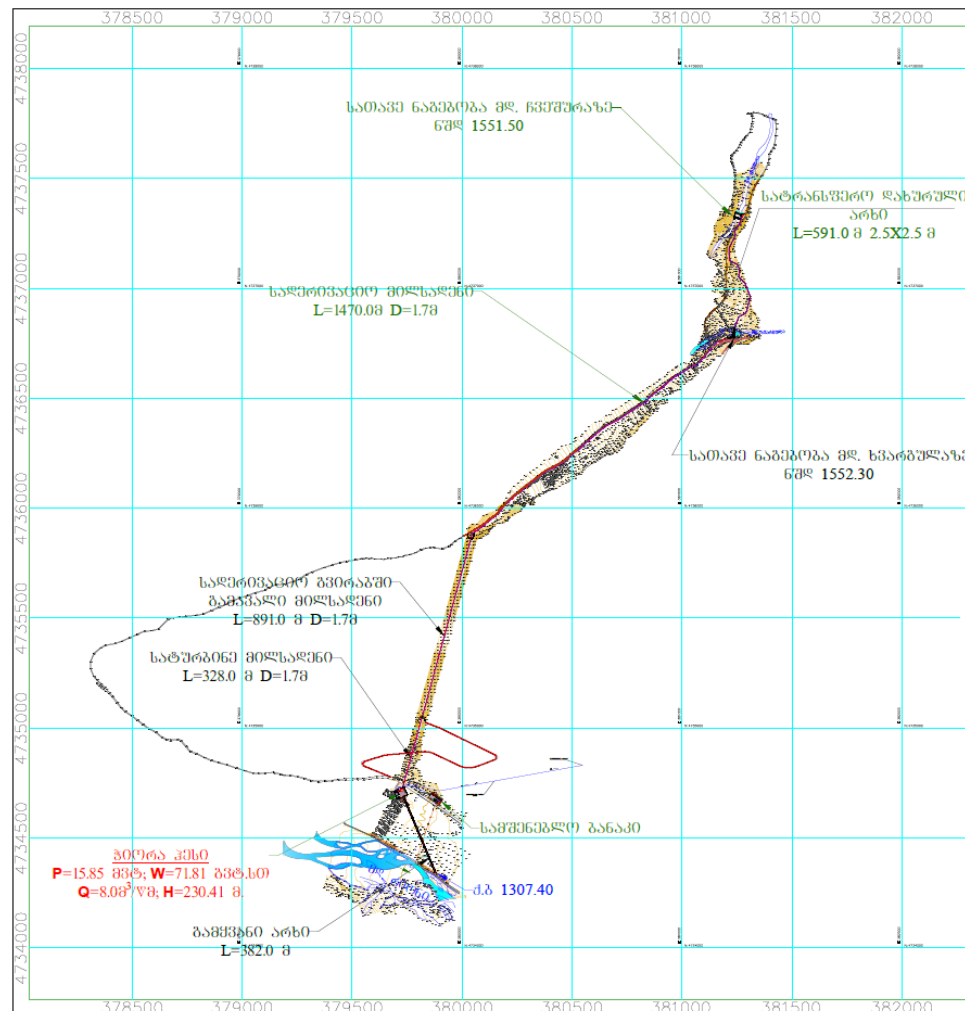 378500 379000 379500 380000 380500 381000 381500 382000
4738000
სათავე ნაგებობა მდ. ჩვეშურაზე
ნშდ 1551.50
4737500
სატრანსფერო დახურული
არხი
L=591.0 მ 2.5X2.5 მ
4737000
სადერივაციო მილსადენი
L=1470.0მ D=1.7მ
4736500
სათავე ნაგებობა მდ. ხვარგულაზე
ნშდ 1552.30
4736000
4735500
სადერივაციო გვირაბში
გამავალი მილსადენი
L=891.0 მ D=1.7მ
სატურბინე მილსადენი
L=328.0 მ D=1.7მ
4735000
სამშენებლო ბანაკი
4734500
ჭიორა ჰესი
P=15.85 მვტ; W=71.81 გვტ.სთ
Q=8.0მ³/წმ; H=230.41 მ.
ქ.ბ 1307.40
გამყვანი არხი
L=382.0 მ
4734000
378500 379000 379500 380000 380500 381000 381500 382000